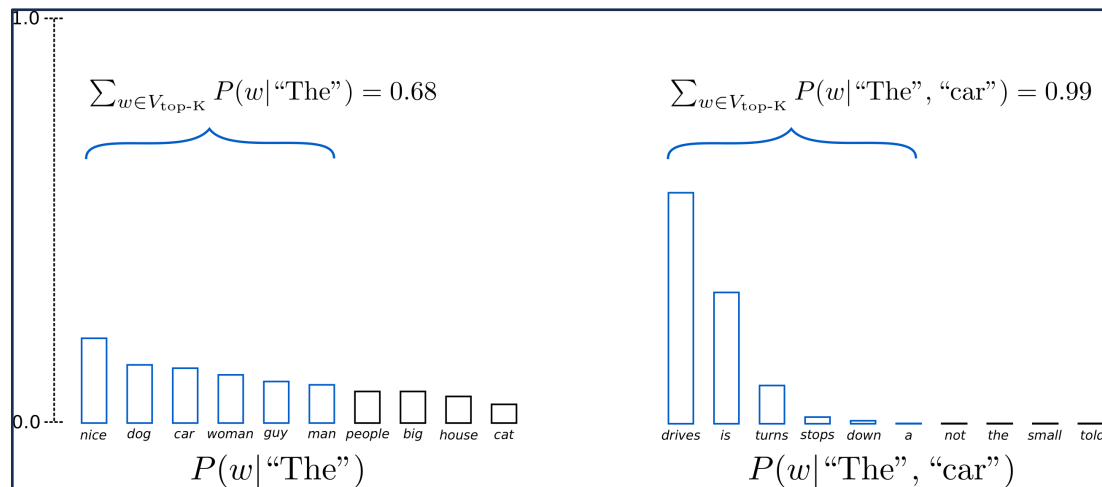 1.0
∑w∈Vtop-K P(w|“The”) = 0.68
∑w∈Vtop-K P(w|“The”, “car”) = 0.99
0.0
nice dog car woman guy man people big house cat
drives is turns stops down a not the small told
P(w|“The”)
P(w|“The”, “car”)